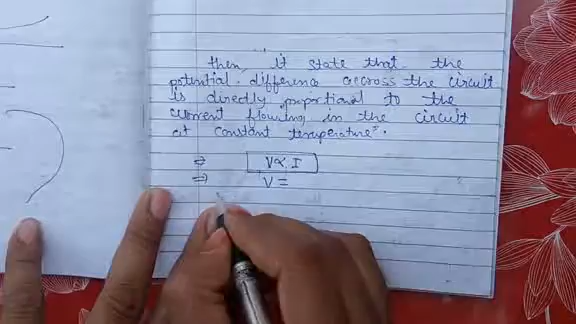 then, it state that the
potential difference accross the circuit
is directly proportional to the
current flowing in the circuit
at constant temperature".
⇒ V∝ I
⇒ V =